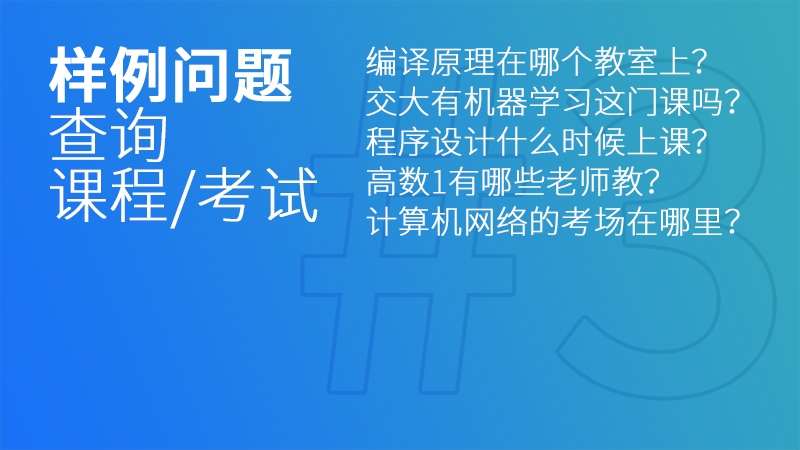 样例问题
查询
课程/考试
编译原理在哪个教室上？
交大有机器学习这门课吗？
程序设计什么时候上课？
高数1有哪些老师教？
计算机网络的考场在哪里？
#3